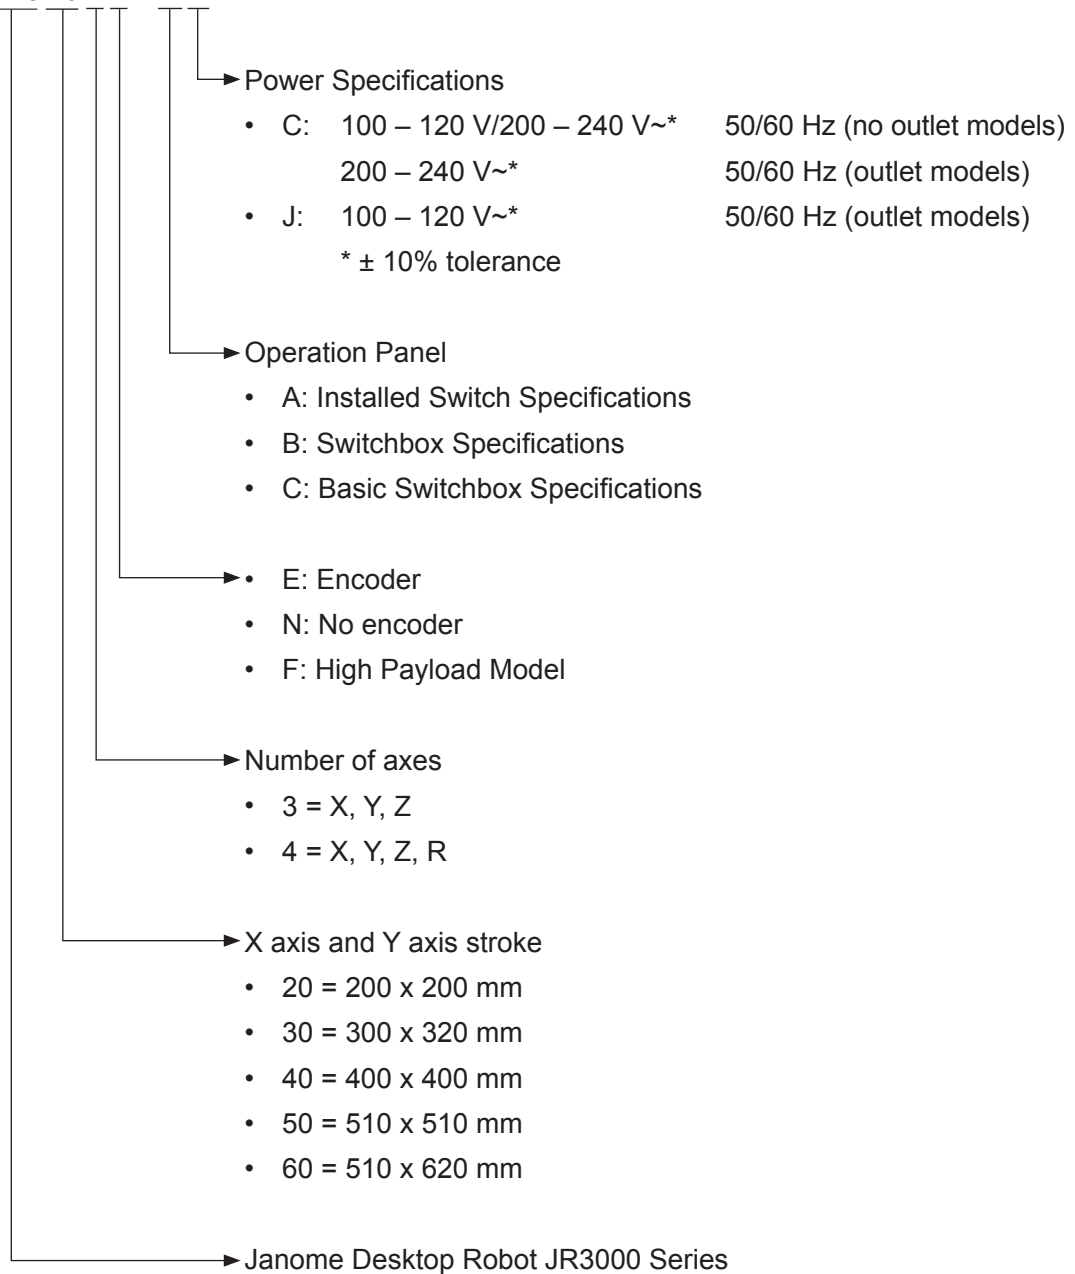 Power Specifications
• C: 100 – 120 V/200 – 240 V~* 50/60 Hz (no outlet models)
200 – 240 V~* 50/60 Hz (outlet models)
• J: 100 – 120 V~* 50/60 Hz (outlet models)
* ± 10% tolerance
Operation Panel
• A: Installed Switch Specifications
• B: Switchbox Specifications
• C: Basic Switchbox Specifications
• E: Encoder
• N: No encoder
• F: High Payload Model
Number of axes
• 3 = X, Y, Z
• 4 = X, Y, Z, R
X axis and Y axis stroke
• 20 = 200 x 200 mm
• 30 = 300 x 320 mm
• 40 = 400 x 400 mm
• 50 = 510 x 510 mm
• 60 = 510 x 620 mm
Janome Desktop Robot JR3000 Series